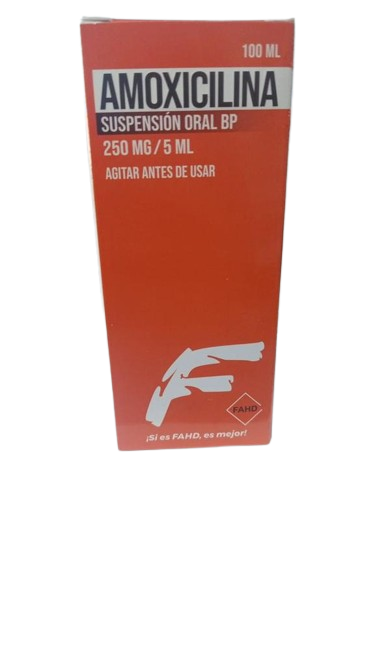 100 ML
AMOXICILINA
SUSPENSIÓN ORAL BP
250 MG / 5 ML
AGITAR ANTES DE USAR
FAHD
¡Si es FAHD, es mejor!